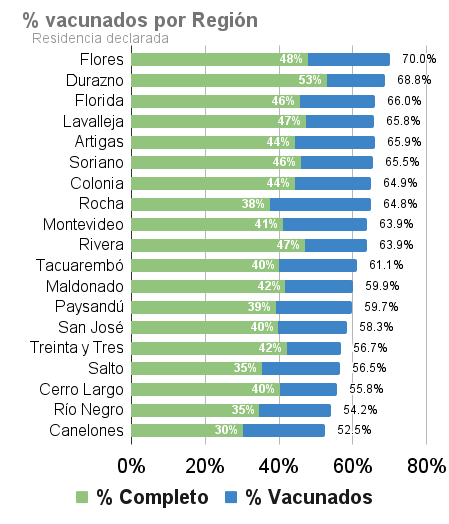 % vacunados por Región
Residencia declarada
Flores 48% 70.0%
Durazno 53% 68.8%
Florida 46% 66.0%
Lavalleja 47% 65.8%
Artigas 44% 65.9%
Soriano 46% 65.5%
Colonia 44% 64.9%
Rocha 38% 64.8%
Montevideo 41% 63.9%
Rivera 47% 63.9%
Tacuarembó 40% 61.1%
Maldonado 42% 59.9%
Paysandú 39% 59.7%
San José 40% 58.3%
Treinta y Tres 42% 56.7%
Salto 35% 56.5%
Cerro Largo 40% 55.8%
Río Negro 35% 54.2%
Canelones 30% 52.5%
0% 20% 40% 60% 80%
% Completo % Vacunados